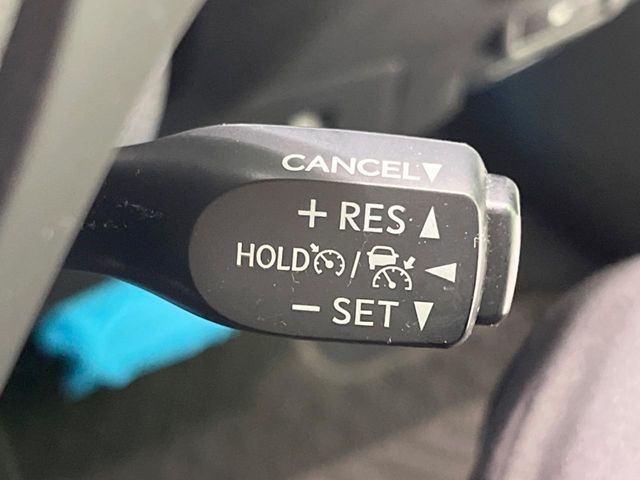 CANCEL▼
+ RES ▲
HOLD / ◀
− SET ▼